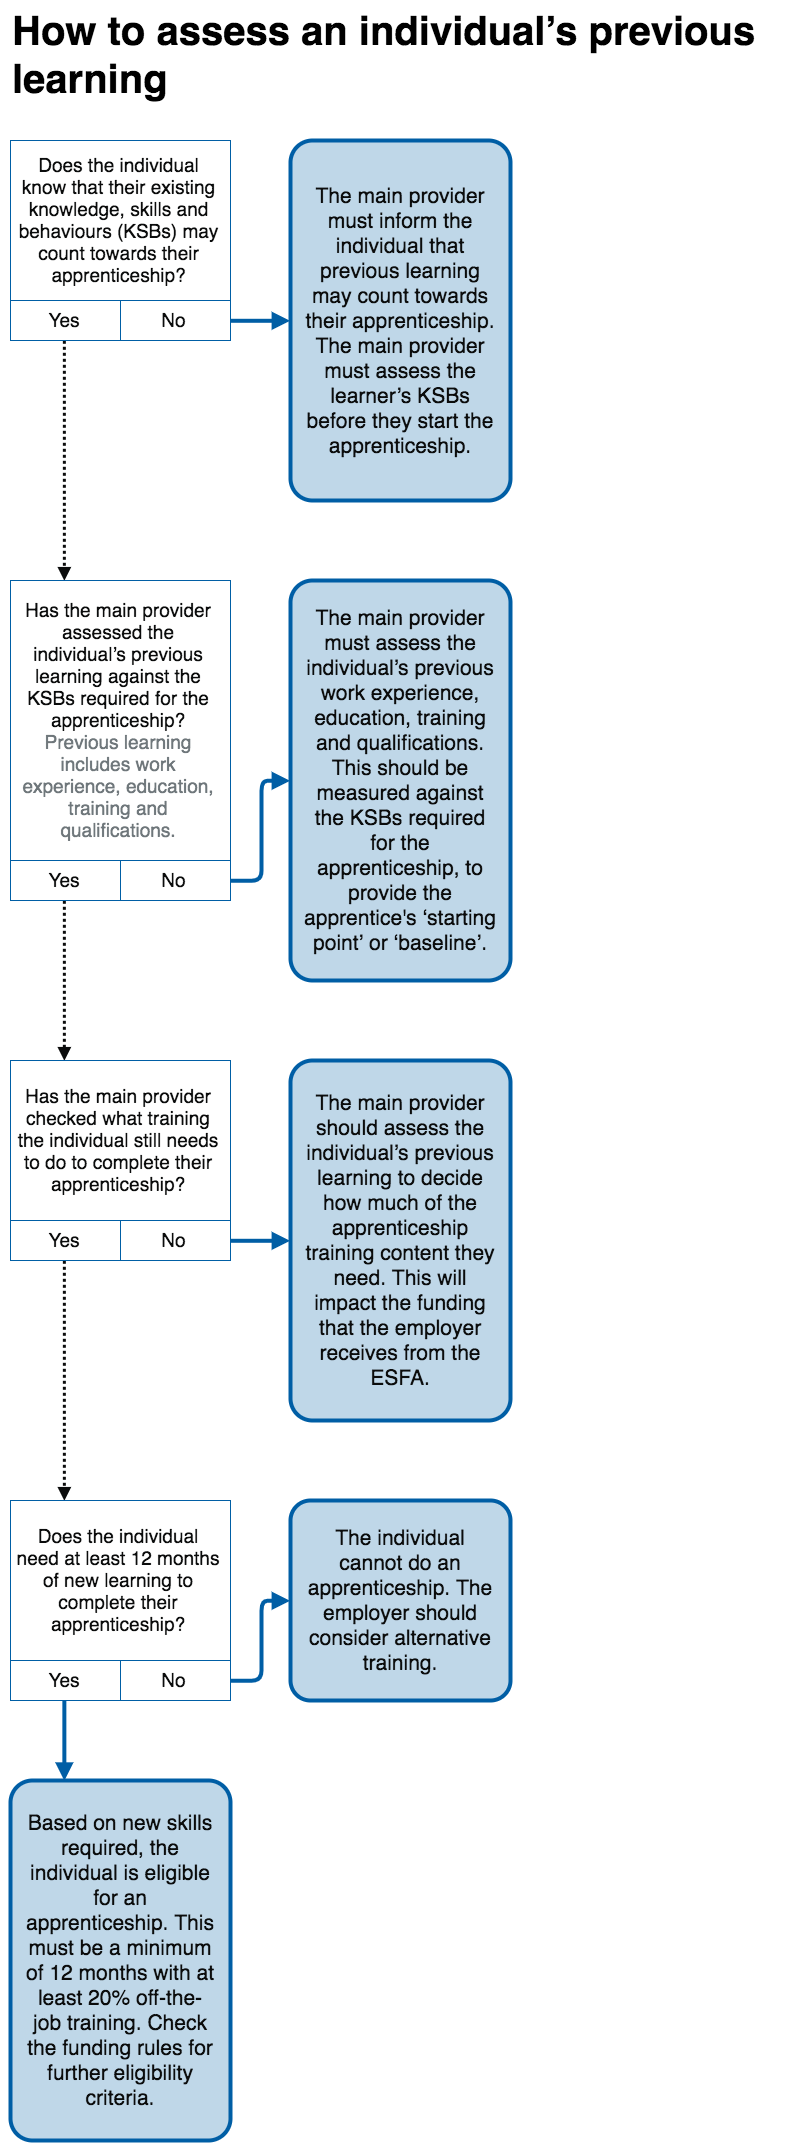 How to assess an individual’s previous
learning
Does the individual
know that their existing
knowledge, skills and
behaviours (KSBs) may
count towards their
apprenticeship?
Yes
No
The main provider
must inform the
individual that
previous learning
may count towards
their apprenticeship.
The main provider
must assess the
learner’s KSBs
before they start the
apprenticeship.
Has the main provider
assessed the
individual’s previous
learning against the
KSBs required for the
apprenticeship?
Previous learning
includes work
experience, education,
training and
qualifications.
Yes
No
The main provider
must assess the
individual’s previous
work experience,
education, training
and qualifications.
This should be
measured against
the KSBs required
for the
apprenticeship, to
provide the
apprentice's ‘starting
point’ or ‘baseline’.
Has the main provider
checked what training
the individual still needs
to do to complete their
apprenticeship?
Yes
No
The main provider
should assess the
individual’s previous
learning to decide
how much of the
apprenticeship
training content they
need. This will
impact the funding
that the employer
receives from the
ESFA.
Does the individual
need at least 12 months
of new learning to
complete their
apprenticeship?
Yes
No
The individual
cannot do an
apprenticeship. The
employer should
consider alternative
training.
Based on new skills
required, the
individual is eligible
for an
apprenticeship. This
must be a minimum
of 12 months with at
least 20% off-the-
job training. Check
the funding rules for
further eligibility
criteria.